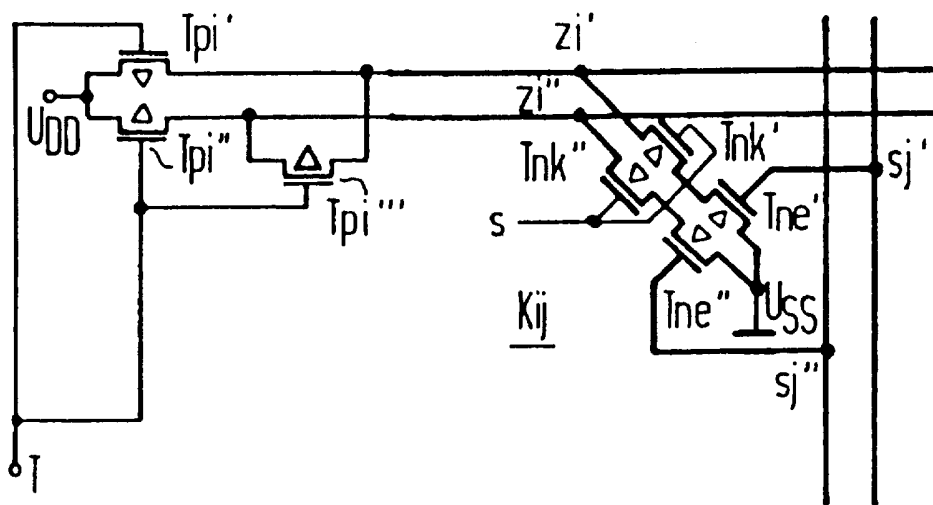 Tpi'
zi'
UDD
zi''
Tpi''
Tnk''
Tnk'
sj'
Tpi'''
s
Tne'
Kij
Tne''
USS
sj''
T